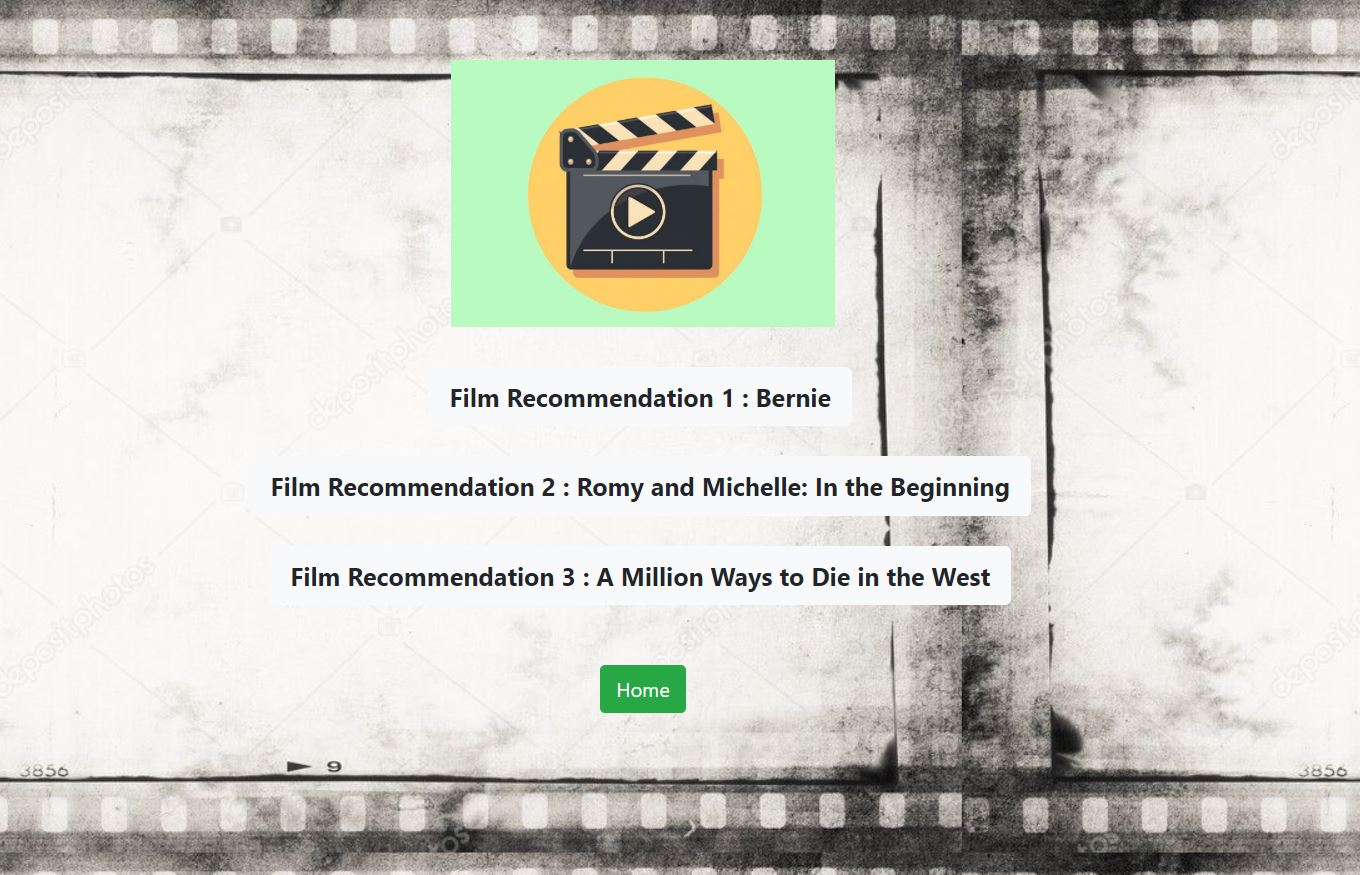 Film Recommendation 1 : Bernie
Film Recommendation 2 : Romy and Michelle: In the Beginning
Film Recommendation 3 : A Million Ways to Die in the West
Home
3856
9
3856
depositphotos